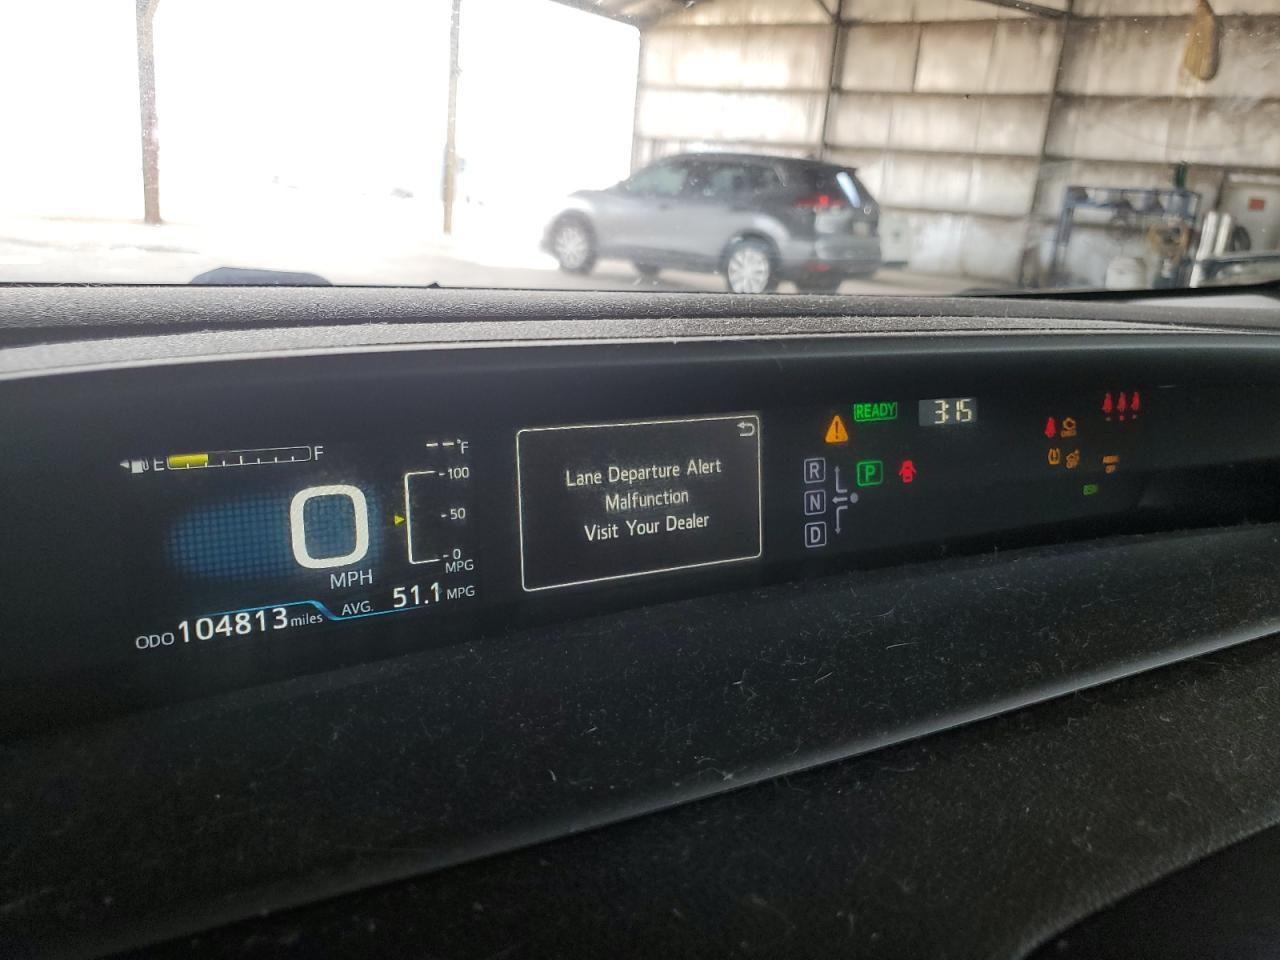 E F
--°F
100
50
0
MPG
0
MPH
ODO 104813 miles
AVG. 51.1 MPG
Lane Departure Alert
Malfunction
Visit Your Dealer
READY
3:15
R
N
D
P